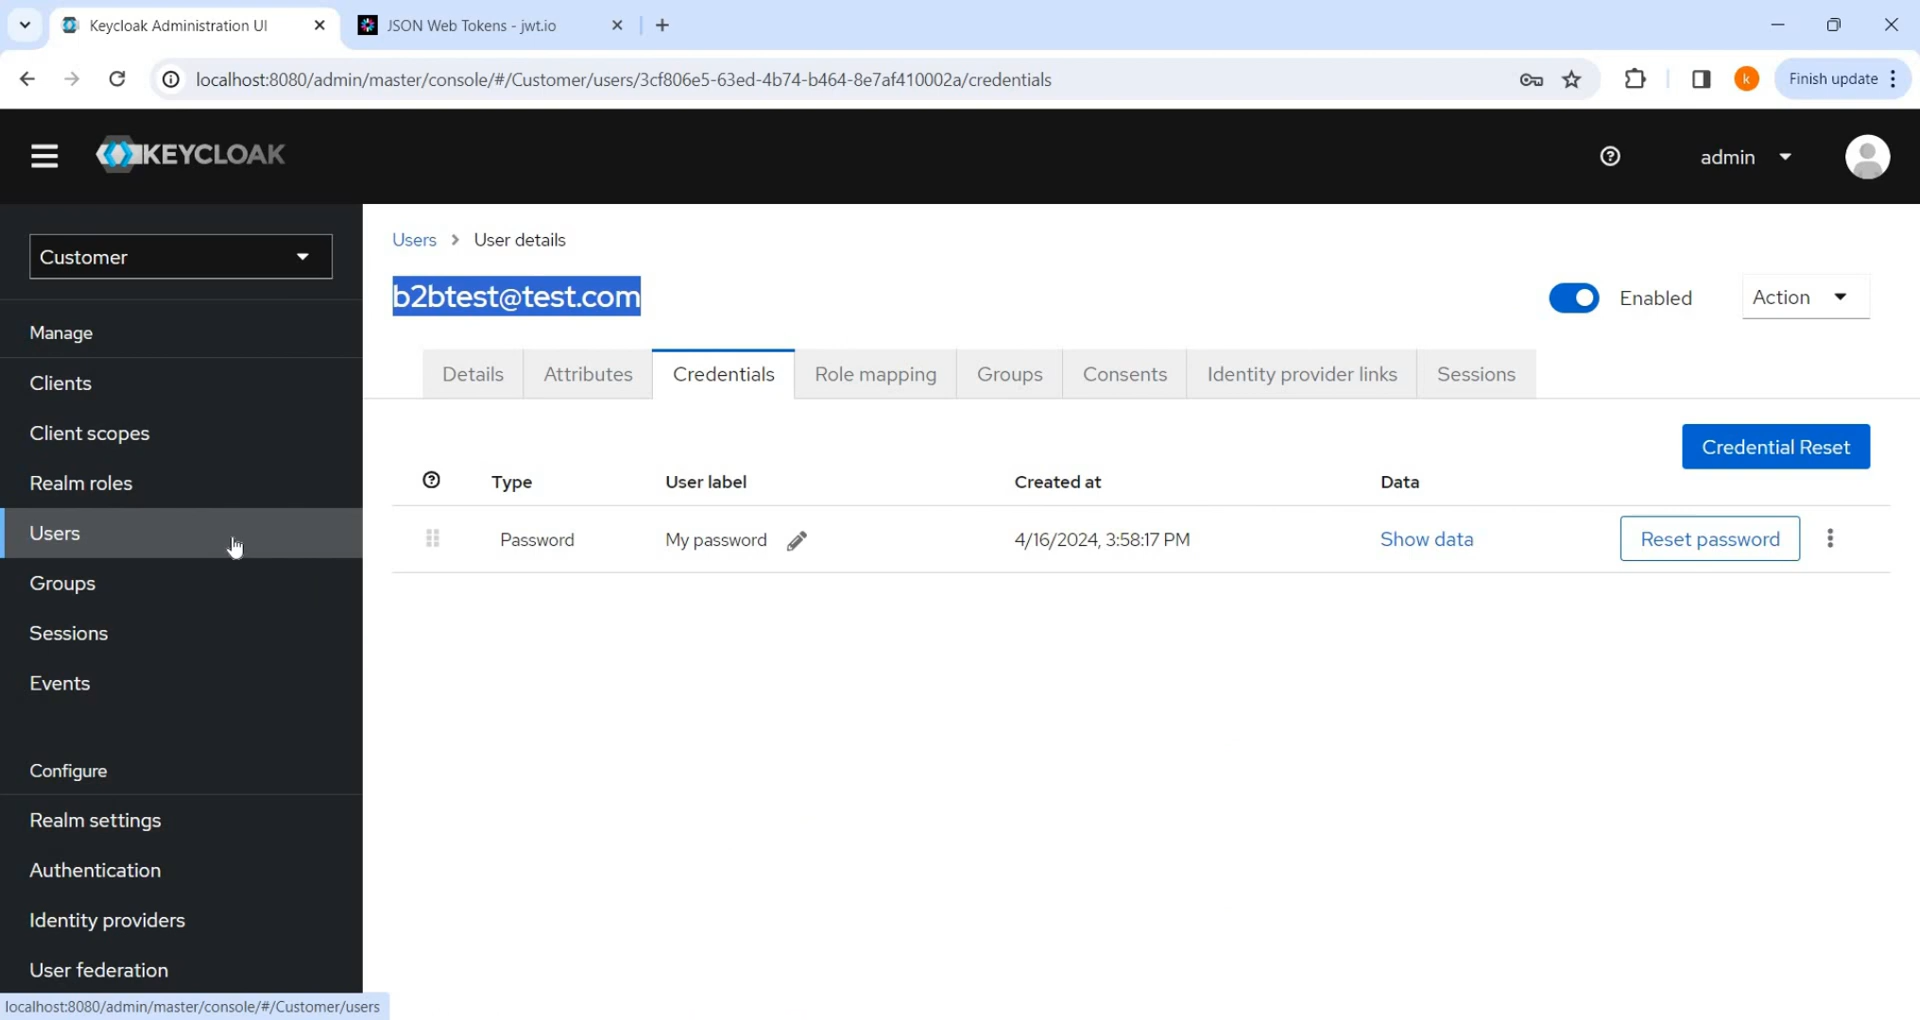 Keycloak Administration UI
JSON Web Tokens - jwt.io
localhost:8080/admin/master/console/#/Customer/users/3cf806e5-63ed-4b74-b464-8e7af410002a/credentials
k
Finish update
KEYCLOAK
admin
Customer
Manage
Clients
Client scopes
Realm roles
Users
Groups
Sessions
Events
Configure
Realm settings
Authentication
Identity providers
User federation
localhost:8080/admin/master/console/#/Customer/users
Users > User details
b2btest@test.com
Enabled
Action
Details Attributes Credentials Role mapping Groups Consents Identity provider links Sessions
Credential Reset
Type User label Created at Data
Password My password 4/16/2024, 3:58:17 PM Show data Reset password